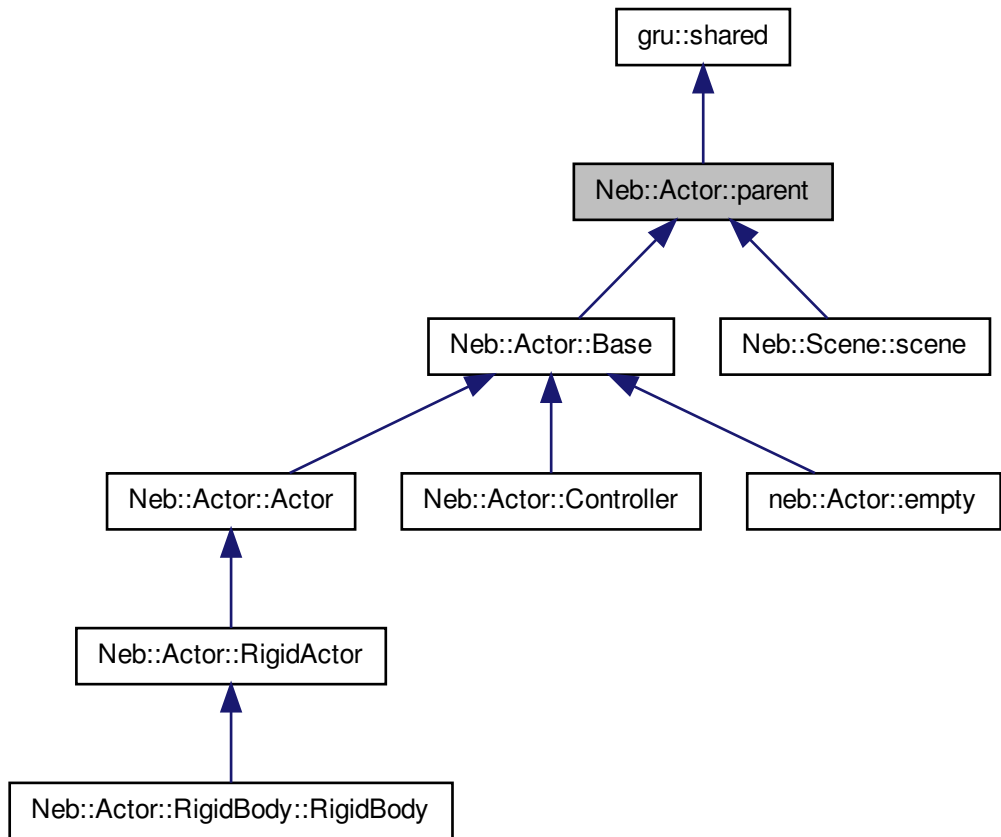 gru::shared
Neb::Actor::parent
Neb::Actor::Base
Neb::Scene::scene
Neb::Actor::Actor
Neb::Actor::Controller
neb::Actor::empty
Neb::Actor::RigidActor
Neb::Actor::RigidBody::RigidBody